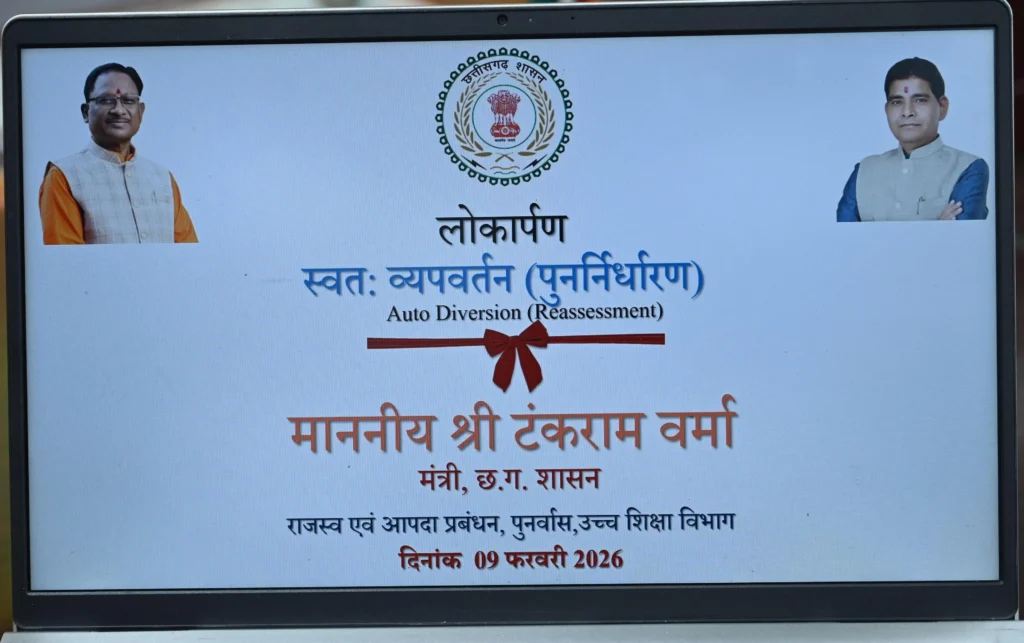 छत्तीसगढ़ शासन
लोकार्पण
स्वत: व्यपवर्तन (पुनर्निर्धारण)
Auto Diversion (Reassessment)
माननीय श्री टंकराम वर्मा
मंत्री, छ.ग. शासन
राजस्व एवं आपदा प्रबंधन, पुनर्वास,उच्च शिक्षा विभाग
दिनांक 09 फरवरी 2026